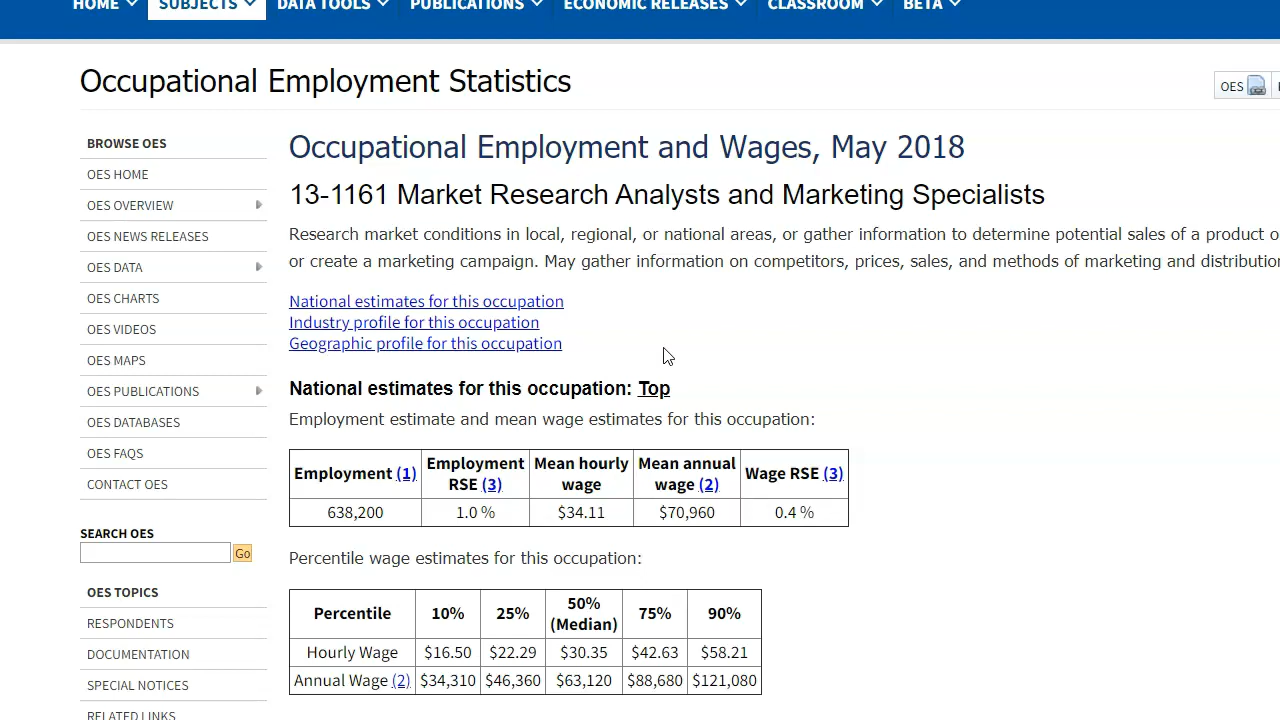 HOME SUBJECTS DATA TOOLS PUBLICATIONS ECONOMIC RELEASES CLASSROOM BETA
Occupational Employment Statistics
OES
BROWSE OES
OES HOME
OES OVERVIEW
OES NEWS RELEASES
OES DATA
OES CHARTS
OES VIDEOS
OES MAPS
OES PUBLICATIONS
OES DATABASES
OES FAQS
CONTACT OES
SEARCH OES
Go
OES TOPICS
RESPONDENTS
DOCUMENTATION
SPECIAL NOTICES
RELATED LINKS
Occupational Employment and Wages, May 2018
13-1161 Market Research Analysts and Marketing Specialists
Research market conditions in local, regional, or national areas, or gather information to determine potential sales of a product
or create a marketing campaign. May gather information on competitors, prices, sales, and methods of marketing and
National estimates for this occupation
Industry profile for this occupation
Geographic profile for this occupation
National estimates for this occupation: Top
Employment estimate and mean wage estimates for this occupation:
Employment (1) Employment RSE (3) Mean hourly wage Mean annual wage (2) Wage RSE (3)
638,200 1.0 % $34.11 $70,960 0.4 %
Percentile wage estimates for this occupation:
Percentile 10% 25% 50% (Median) 75% 90%
Hourly Wage $16.50 $22.29 $30.35 $42.63 $58.21
Annual Wage (2) $34,310 $46,360 $63,120 $88,680 $121,080